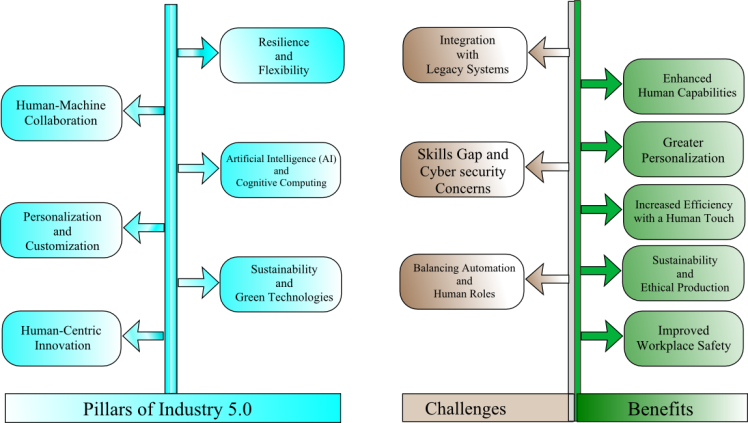 Resilience
and
Flexibility
Human-Machine
Collaboration
Artificial Intelligence (AI)
and
Cognitive Computing
Personalization
and
Customization
Sustainability
and
Green Technologies
Human-Centric
Innovation
Pillars of Industry 5.0
Integration
with
Legacy Systems
Skills Gap and
Cyber security
Concerns
Balancing Automation
and
Human Roles
Challenges
Enhanced
Human Capabilities
Greater
Personalization
Increased Efficiency
with a Human Touch
Sustainability
and
Ethical Production
Improved
Workplace Safety
Benefits